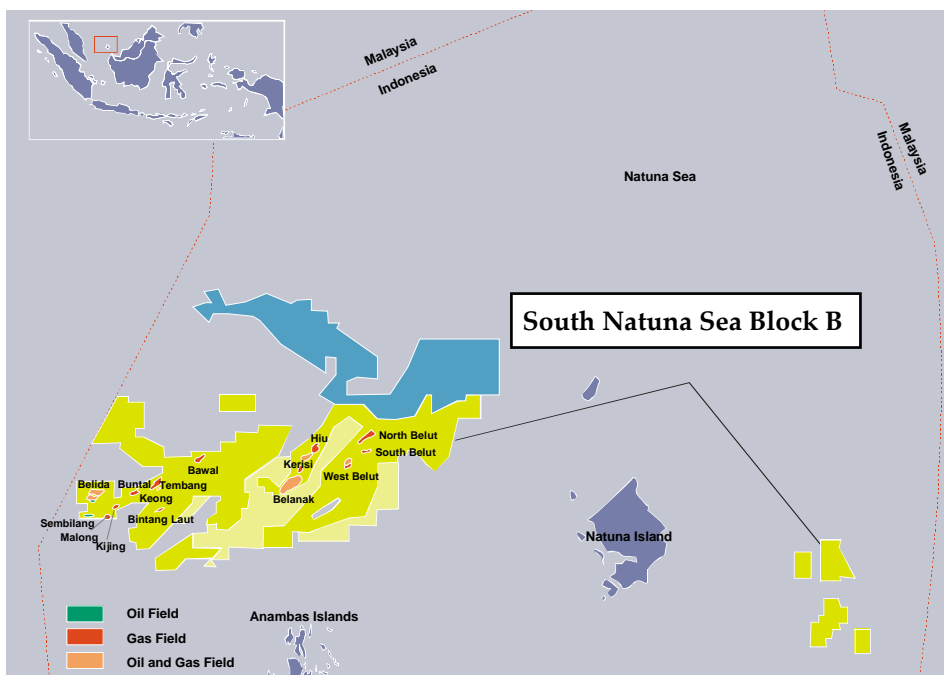 Malaysia
Indonesia
Malaysia
Indonesia
Natuna Sea
South Natuna Sea Block B
Hiu
North Belut
South Belut
Kerisi
West Belut
Bawal
Belida
Buntal
Tembang
Keong
Belanak
Bintang Laut
Sembilang
Malong
Kijing
Natuna Island
Anambas Islands
Oil Field
Gas Field
Oil and Gas Field